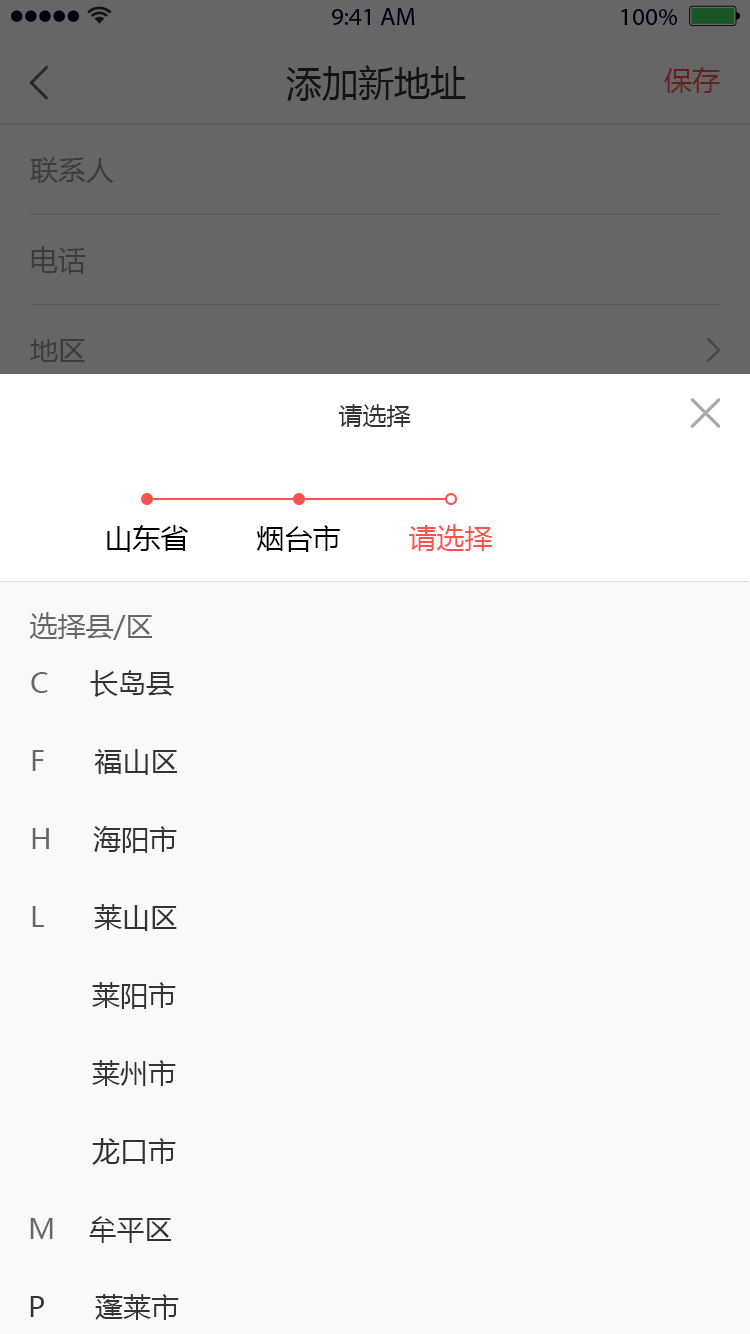 9:41 AM 100%
添加新地址 保存
联系人
电话
地区
请选择
山东省 烟台市 请选择
选择县/区
C 长岛县
F 福山区
H 海阳市
L 莱山区
莱阳市
莱州市
龙口市
M 牟平区
P 蓬莱市